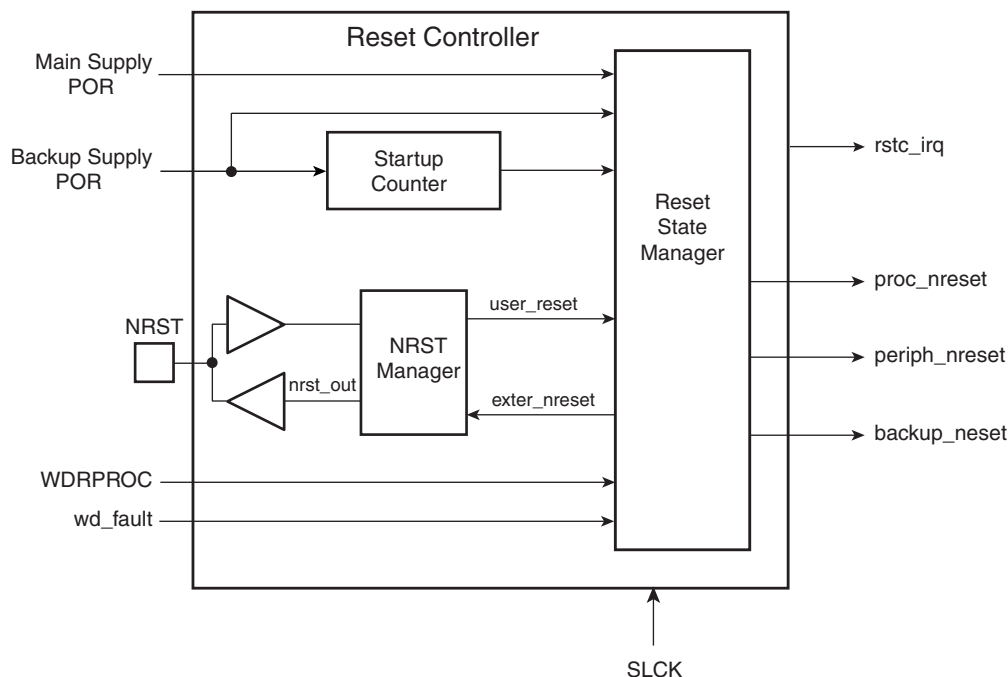 Reset Controller
Main Supply
POR
Backup Supply
POR
Startup
Counter
Reset
State
Manager
rstc_irq
proc_nreset
periph_nreset
backup_neset
NRST
NRST
Manager
user_reset
nrst_out
exter_nreset
WDRPROC
wd_fault
SLCK